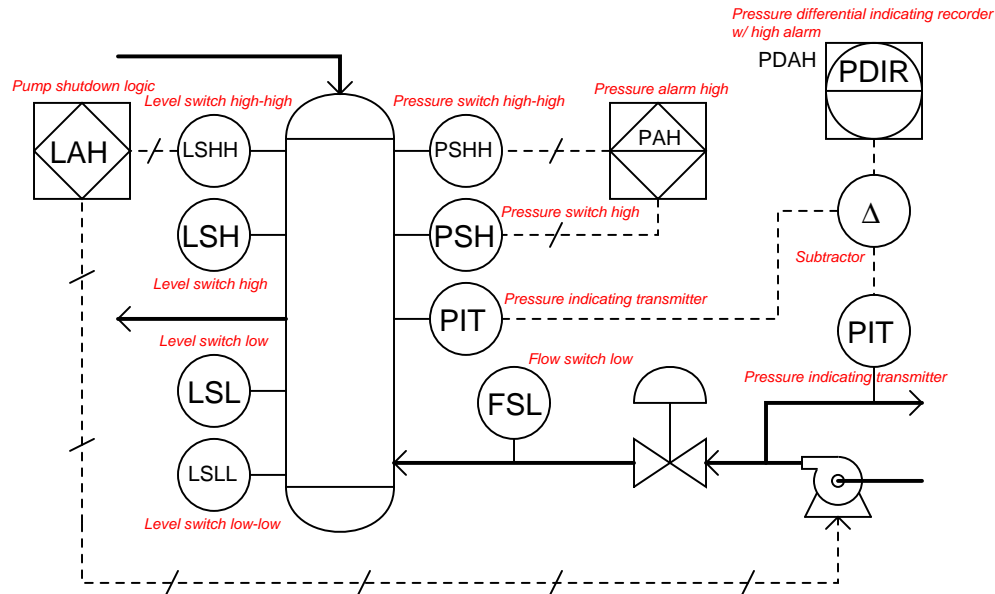 Pressure differential indicating recorder
w/ high alarm
PDAH
PDIR
Pump shutdown logic
Level switch high-high
Pressure switch high-high
Pressure alarm high
LAH
LSHH
PSHH
PAH
LSH
PSH
Pressure switch high
Δ
Level switch high
Subtractor
Pressure indicating transmitter
PIT
PIT
Level switch low
Flow switch low
Pressure indicating transmitter
LSL
FSL
LSLL
Level switch low-low